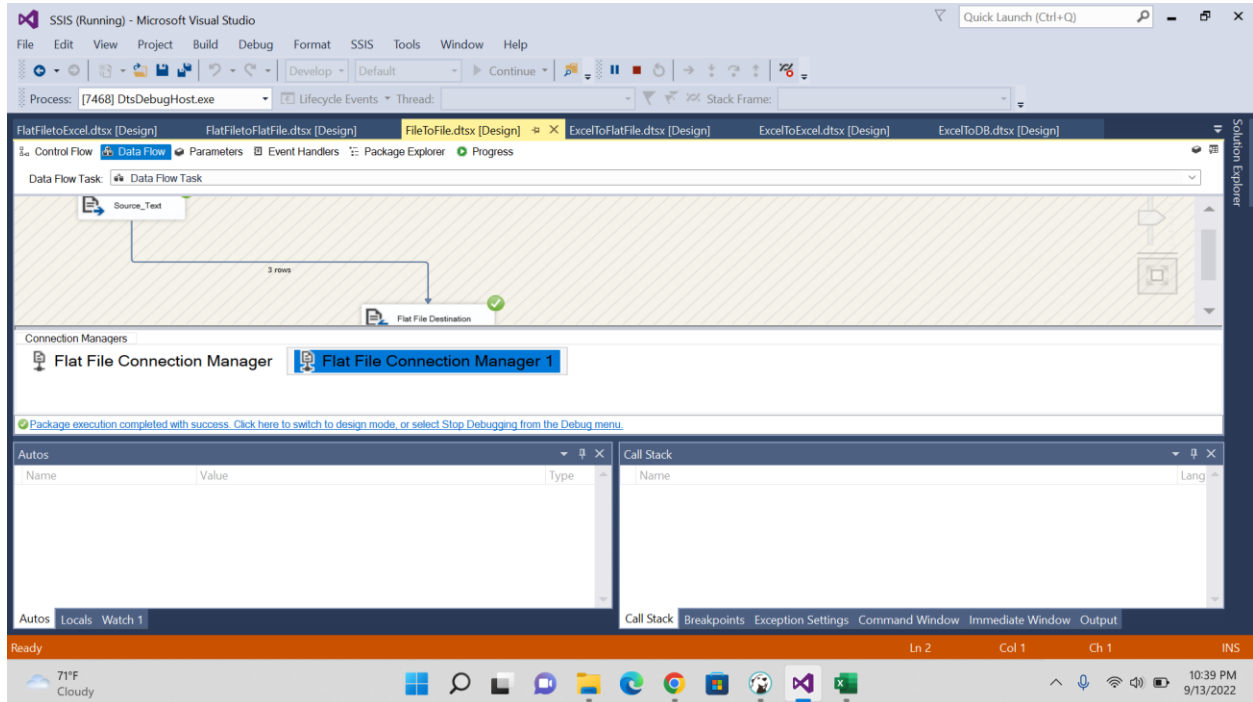 SSIS (Running) - Microsoft Visual Studio
Quick Launch (Ctrl+Q)
File Edit View Project Build Debug Format SSIS Tools Window Help
Develop Default Continue
Process: [7468] DtsDebugHost.exe Lifecycle Events Thread: Stack Frame:
FlatFiletoExcel.dtsx [Design] FlatFiletoFlatFile.dtsx [Design] FileToFile.dtsx [Design] ExcelToFlatFile.dtsx [Design] ExcelToExcel.dtsx [Design] ExcelToDB.dtsx [Design]
Solution Explorer
Control Flow Data Flow Parameters Event Handlers Package Explorer Progress
Data Flow Task: Data Flow Task
Source_Text
3 rows
Flat File Destination
Connection Managers
Flat File Connection Manager Flat File Connection Manager 1
Package execution completed with success. Click here to switch to design mode, or select Stop Debugging from the Debug menu.
Autos Call Stack
Name Value Type Name Lang
Autos Locals Watch 1 Call Stack Breakpoints Exception Settings Command Window Immediate Window Output
Ready Ln 2 Col 1 Ch 1 INS
71°F
Cloudy
10:39 PM
9/13/2022